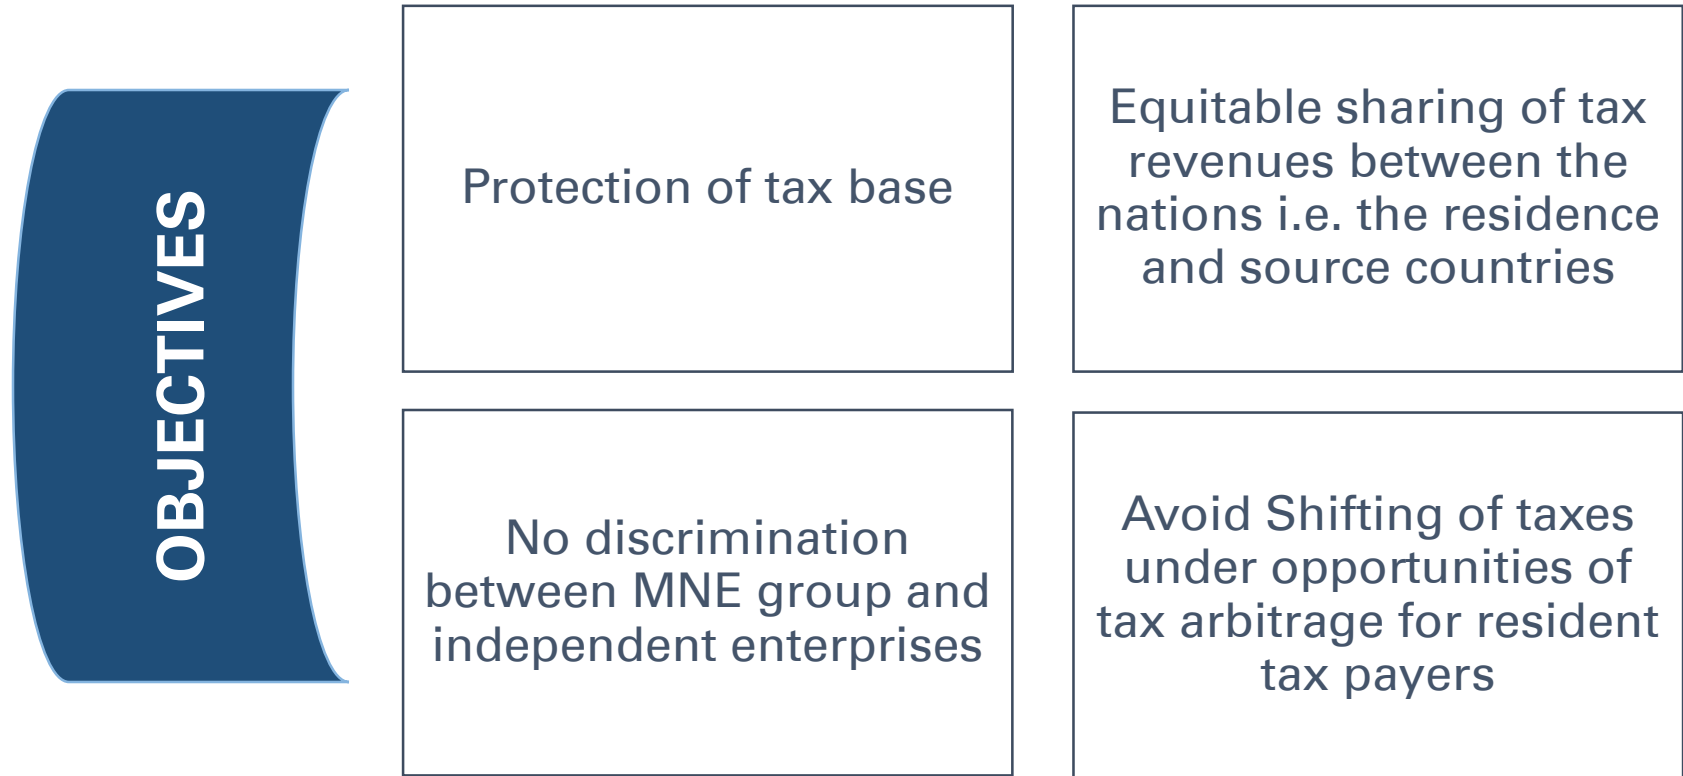 OBJECTIVES
Protection of tax base
Equitable sharing of tax
revenues between the
nations i.e. the residence
and source countries
No discrimination
between MNE group and
independent enterprises
Avoid Shifting of taxes
under opportunities of
tax arbitrage for resident
tax payers